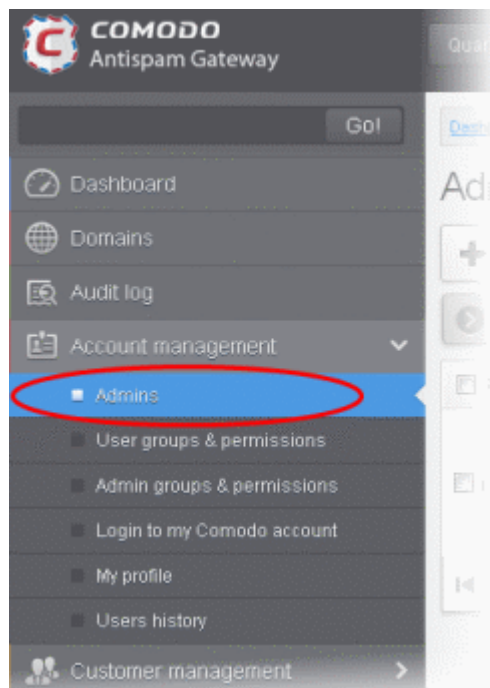 COMODO
Antispam Gateway
Go!
Dashboard
Domains
Audit log
Account management
Admins
User groups & permissions
Admin groups & permissions
Login to my Comodo account
My profile
Users history
Customer management